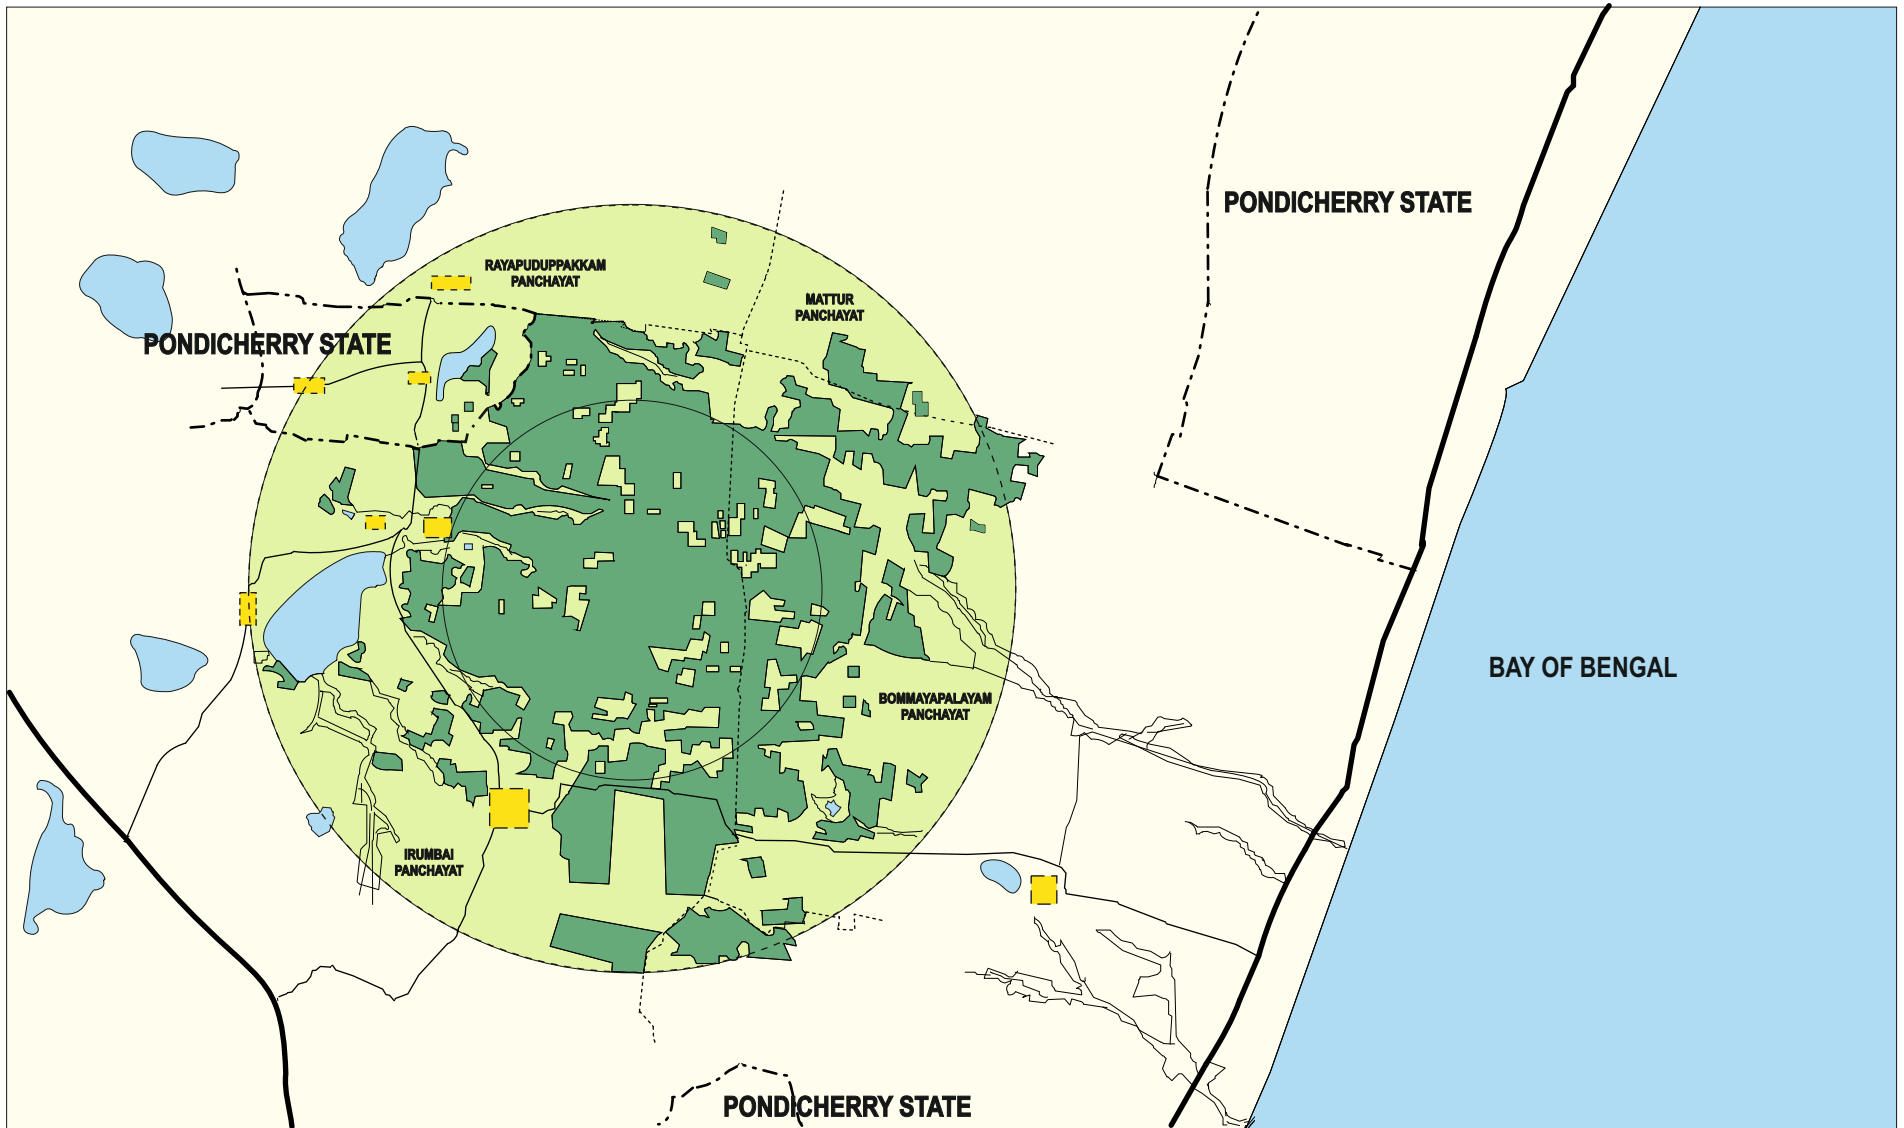 PONDICHERRY STATE
RAYAPUDUPPAKKAM
PANCHAYAT
MATTUR
PANCHAYAT
PONDICHERRY STATE
BAY OF BENGAL
BOMMAYAPALAYAM
PANCHAYAT
IRUMBAI
PANCHAYAT
PONDICHERRY STATE